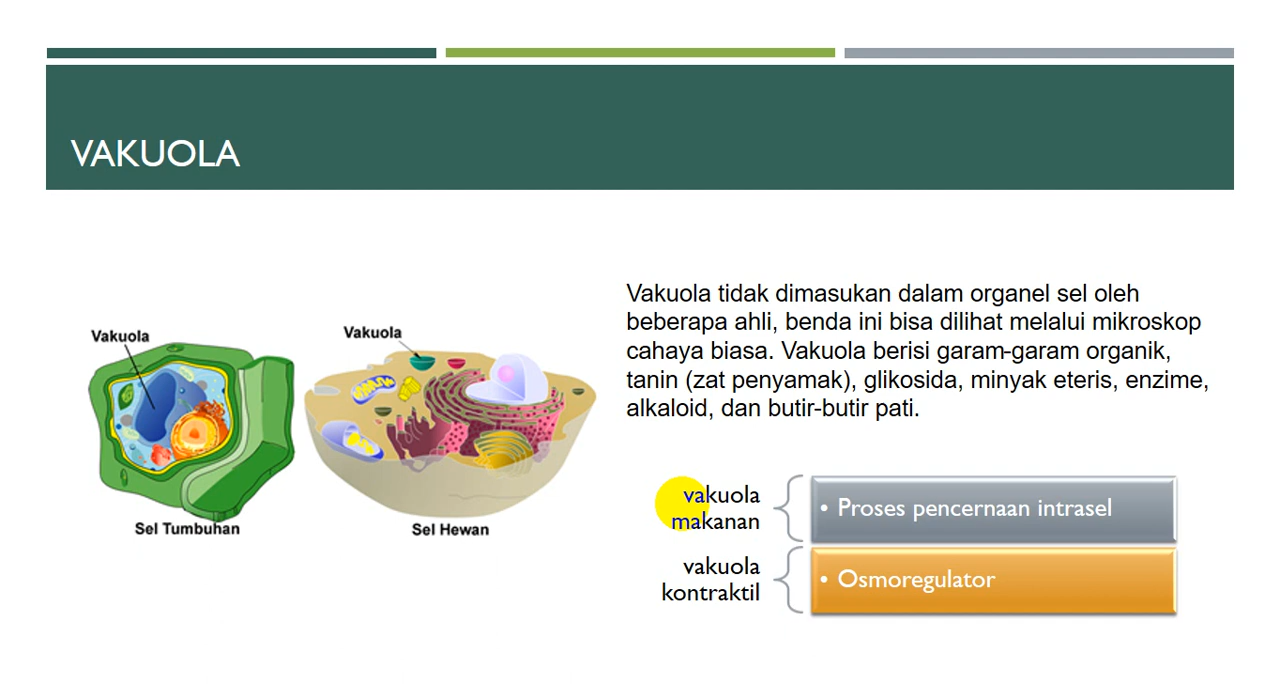 VAKUOLA
Vakuola
Sel Tumbuhan
Vakuola
Sel Hewan
Vakuola tidak dimasukan dalam organel sel oleh
beberapa ahli, benda ini bisa dilihat melalui mikroskop
cahaya biasa. Vakuola berisi garam-garam organik,
tanin (zat penyamak), glikosida, minyak eteris, enzime,
alkaloid, dan butir-butir pati.
vakuola
makanan
• Proses pencernaan intrasel
vakuola
kontraktil
• Osmoregulator